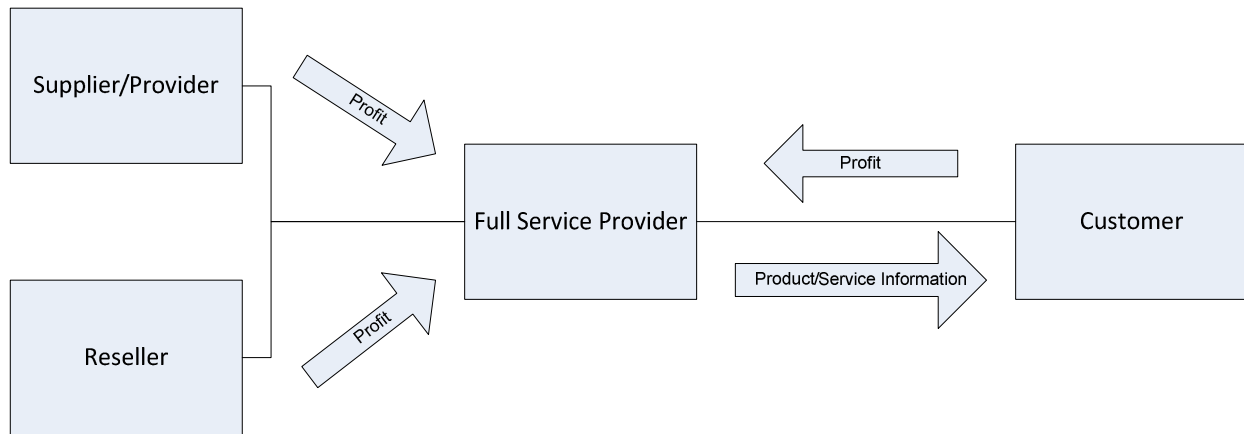 Supplier/Provider
Profit
Profit
Full Service Provider
Customer
Product/Service Information
Reseller
Profit